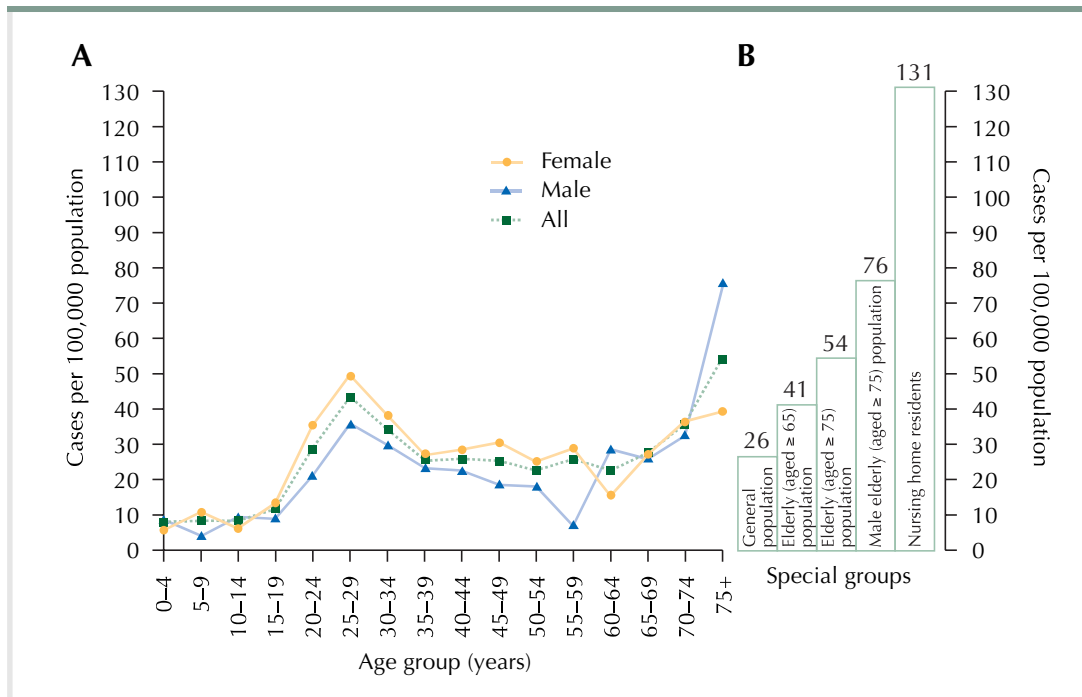 A
Cases per 100,000 population
130
120
110
100
90
80
70
60
50
40
30
20
10
0
Female
Male
All
0–4
5–9
10–14
15–19
20–24
25–29
30–34
35–39
40–44
45–49
50–54
55–59
60–64
65–69
70–74
75+
Age group (years)
B
26
41
54
76
131
General
population
Elderly (aged ≥ 65)
population
Elderly (aged ≥ 75)
population
Male elderly (aged ≥ 75) population
Nursing home residents
Special groups
130
120
110
100
90
80
70
60
50
40
30
20
10
0
Cases per 100,000 population